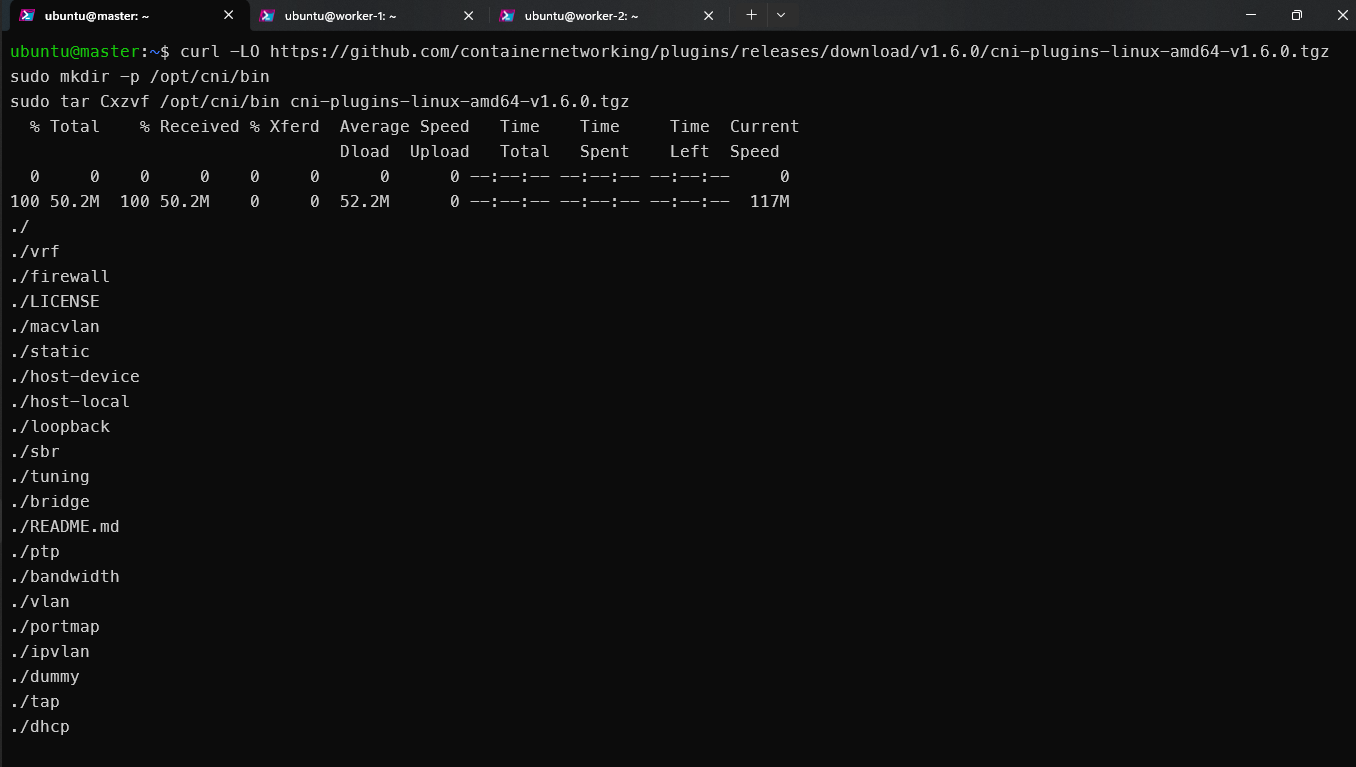 ubuntu@master: ~ ubuntu@worker-1: ~ ubuntu@worker-2: ~
ubuntu@master:~$ curl -LO https://github.com/containernetworking/plugins/releases/download/v1.6.0/cni-plugins-linux-amd64-v1.6.0.tgz
sudo mkdir -p /opt/cni/bin
sudo tar Cxzvf /opt/cni/bin cni-plugins-linux-amd64-v1.6.0.tgz
  % Total    % Received % Xferd  Average Speed   Time    Time     Time  Current
                                 Dload  Upload   Total   Spent    Left  Speed
  0     0    0     0    0     0      0      0 --:--:-- --:--:-- --:--:--     0
100 50.2M  100 50.2M    0     0  52.2M      0 --:--:-- --:--:-- --:--:--  117M
./
./vrf
./firewall
./LICENSE
./macvlan
./static
./host-device
./host-local
./loopback
./sbr
./tuning
./bridge
./README.md
./ptp
./bandwidth
./vlan
./portmap
./ipvlan
./dummy
./tap
./dhcp